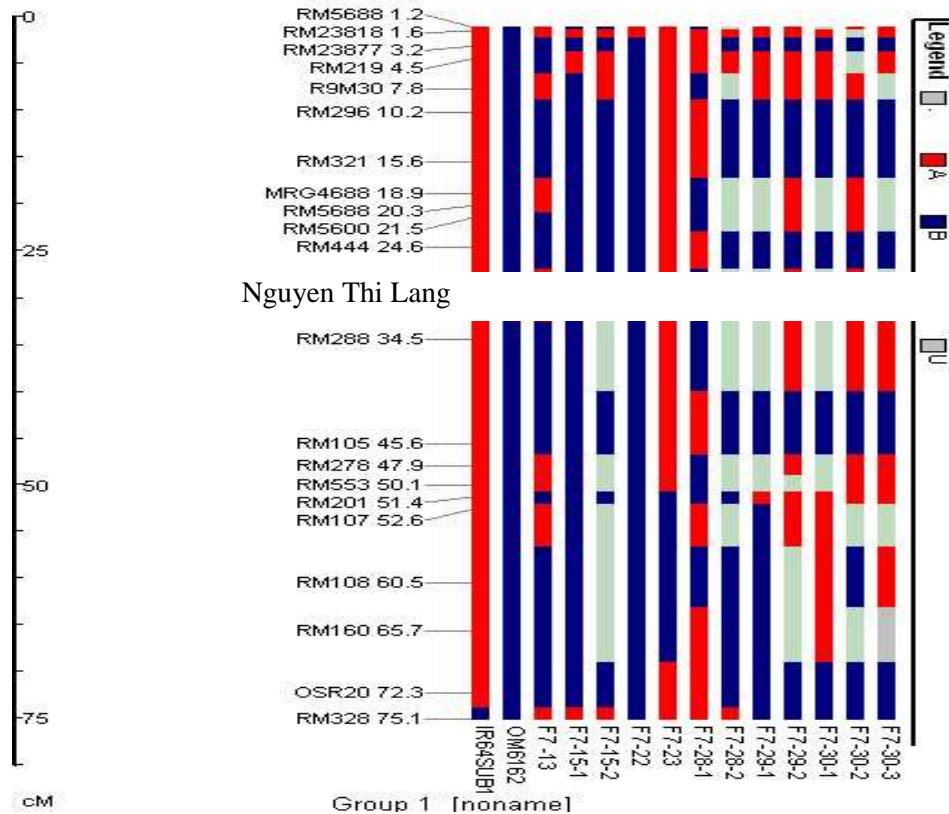 0
RM5688 1.2
RM23818 1.6
RM23877 3.2
RM219 4.5
R9M30 7.8
RM296 10.2
RM321 15.6
MRG4688 18.9
RM5688 20.3
RM5600 21.5
RM444 24.6
25
Nguyen Thi Lang
RM288 34.5
RM105 45.6
RM278 47.9
50
RM553 50.1
RM201 51.4
RM107 52.6
RM108 60.5
RM160 65.7
OSR20 72.3
RM328 75.1
75
IR64SUB1
OM6162
F7 -13
F7-15-1
F7-15-2
F7-22
F7-23
F7-28-1
F7-28-2
F7-29-1
F7-29-2
F7-30-1
F7-30-2
F7-30-3
cM
Group 1 [noname]
Legend
.
A
B
U